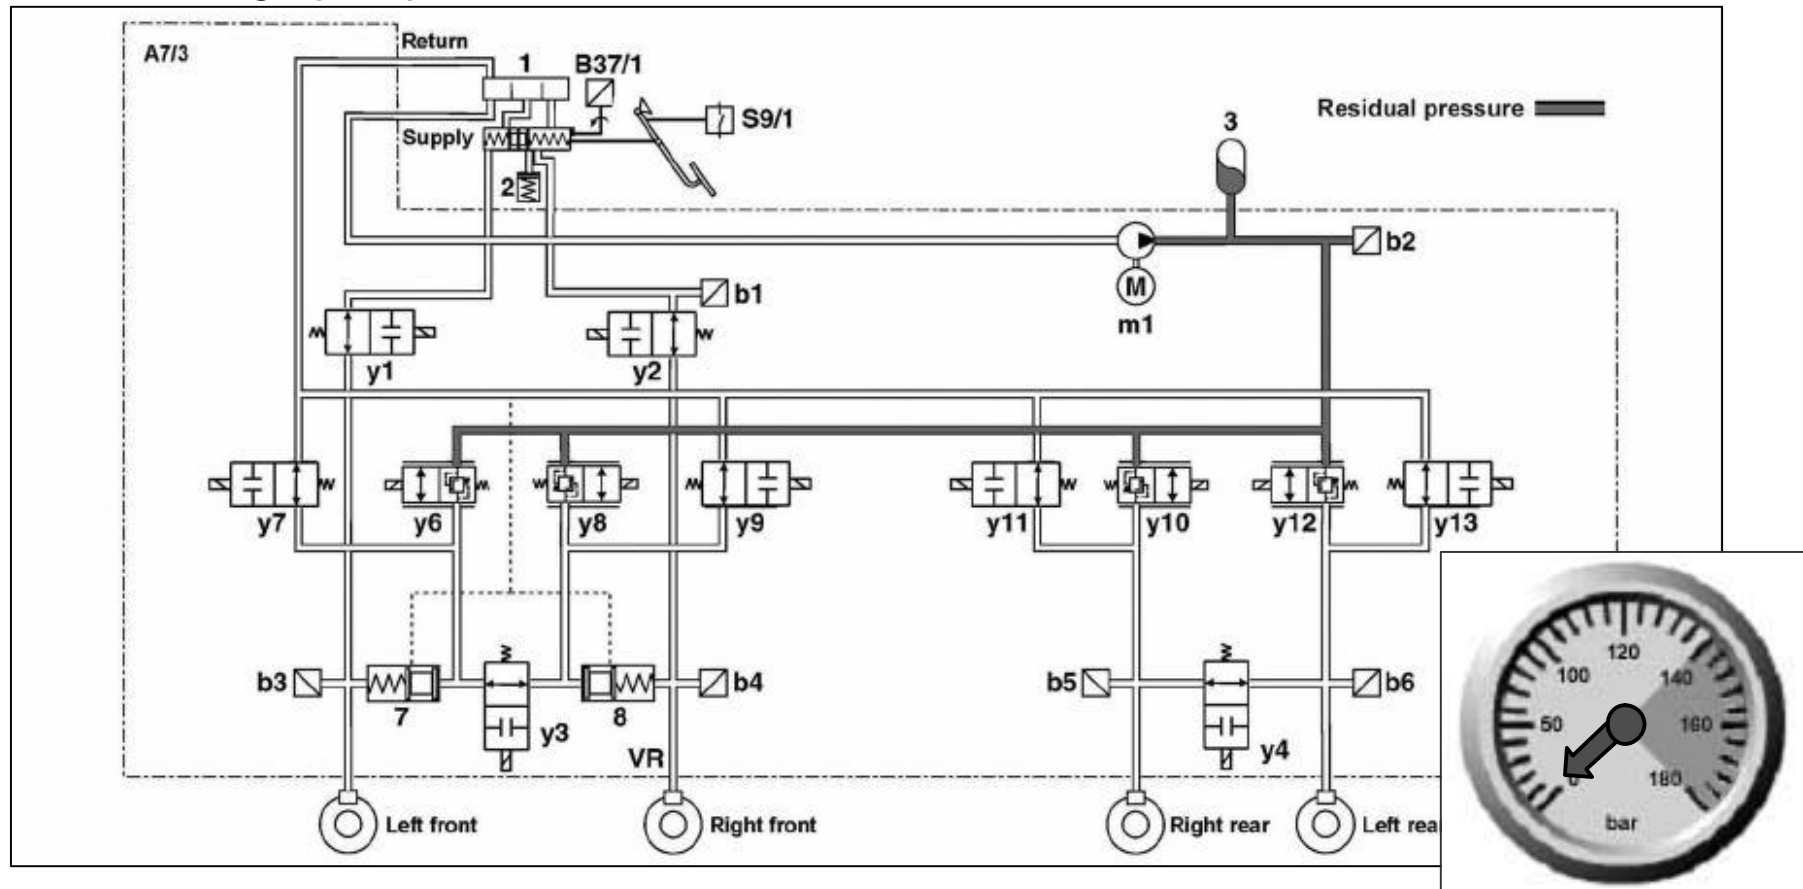 A7/3
Return
1
B37/1
S9/1
Supply
2
Residual pressure
3
b2
b1
M
m1
y1
y2
y7
y6
y8
y9
y11
y10
y12
y13
b3
7
y3
8
b4
b5
y4
b6
VR
Left front
Right front
Right rear
Left rea
120
100
140
50
160
0
180
bar